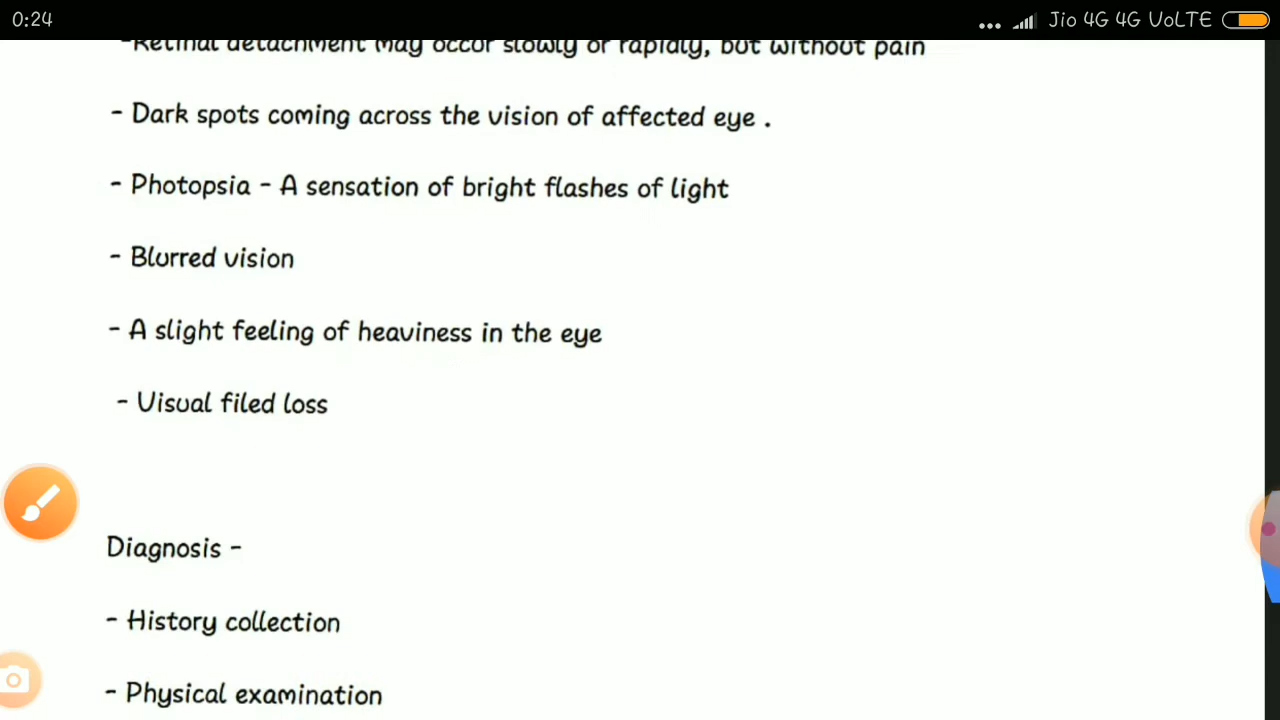 0:24
... Jio 4G 4G VoLTE
-Retinal detachment may occor slowly or rapidly, but without pain
- Dark spots coming across the vision of affected eye .
- Photopsia - A sensation of bright flashes of light
- Blurred vision
- A slight feeling of heaviness in the eye
- Visual filed loss
Diagnosis -
- History collection
- Physical examination